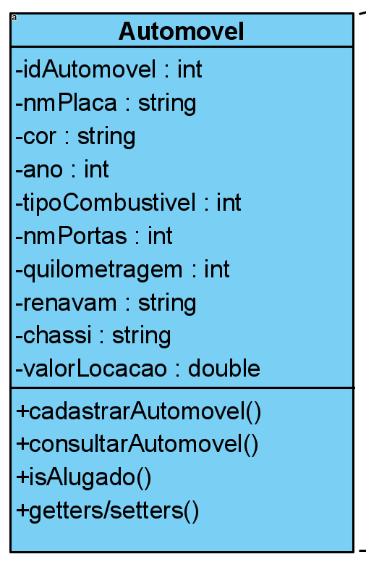 Automovel
-idAutomovel : int
-nmPlaca : string
-cor : string
-ano : int
-tipoCombustivel : int
-nmPortas : int
-quilometragem : int
-renavam : string
-chassi : string
-valorLocacao : double
+cadastrarAutomovel()
+consultarAutomovel()
+isAlugado()
+getters/setters()